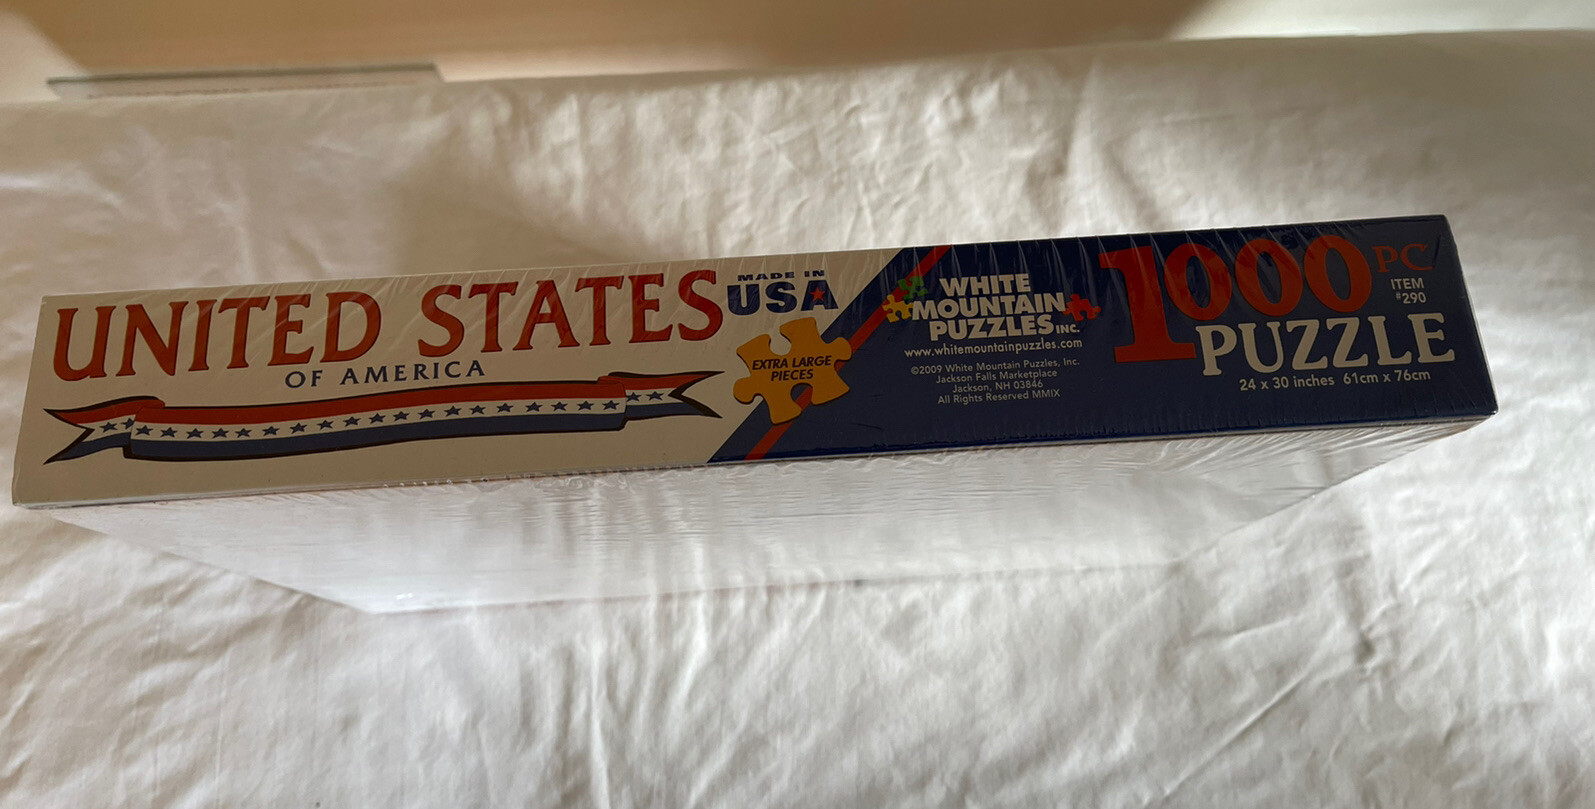 UNITED STATES
OF AMERICA
MADE IN
USA
EXTRA LARGE
PIECES
WHITE
MOUNTAIN
PUZZLES INC.
www.whitemountainpuzzles.com
©2009 White Mountain Puzzles, Inc.
Jackson Falls Marketplace
Jackson, NH 03846
All Rights Reserved MMIX
1000 PC
ITEM
#290
PUZZLE
24 x 30 inches 61cm x 76cm